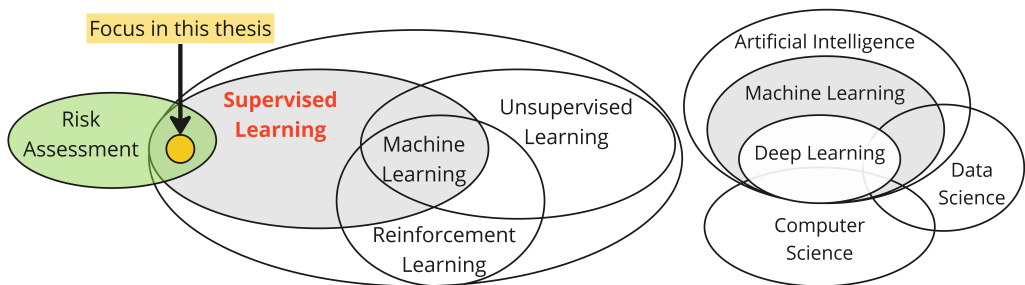 Focus in this thesis
Risk
Assessment
Supervised
Learning
Machine
Learning
Unsupervised
Learning
Reinforcement
Learning
Artificial Intelligence
Machine Learning
Deep Learning
Data
Science
Computer
Science